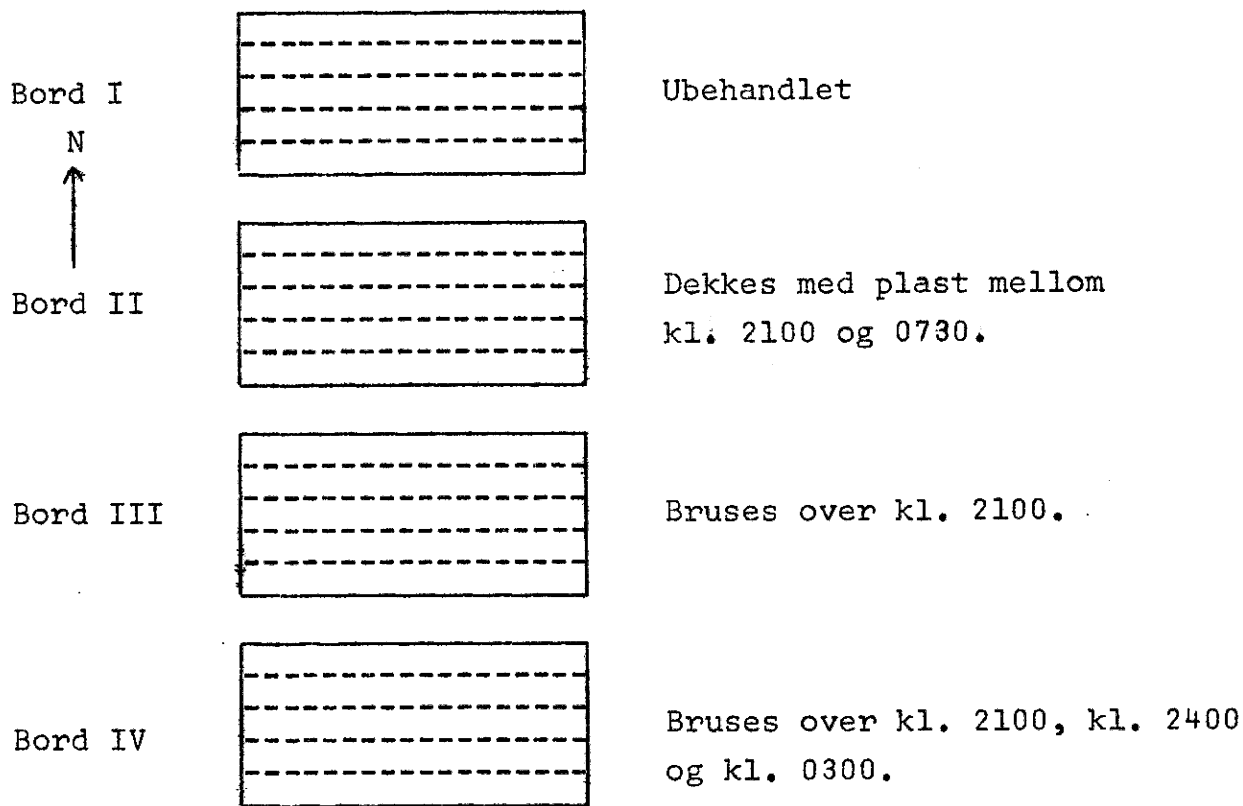 Bord I
Ubehandlet
N
Bord II
Dekkes med plast mellom
kl. 2100 og 0730.
Bord III
Bruses over kl. 2100.
Bord IV
Bruses over kl. 2100, kl. 2400
og kl. 0300.